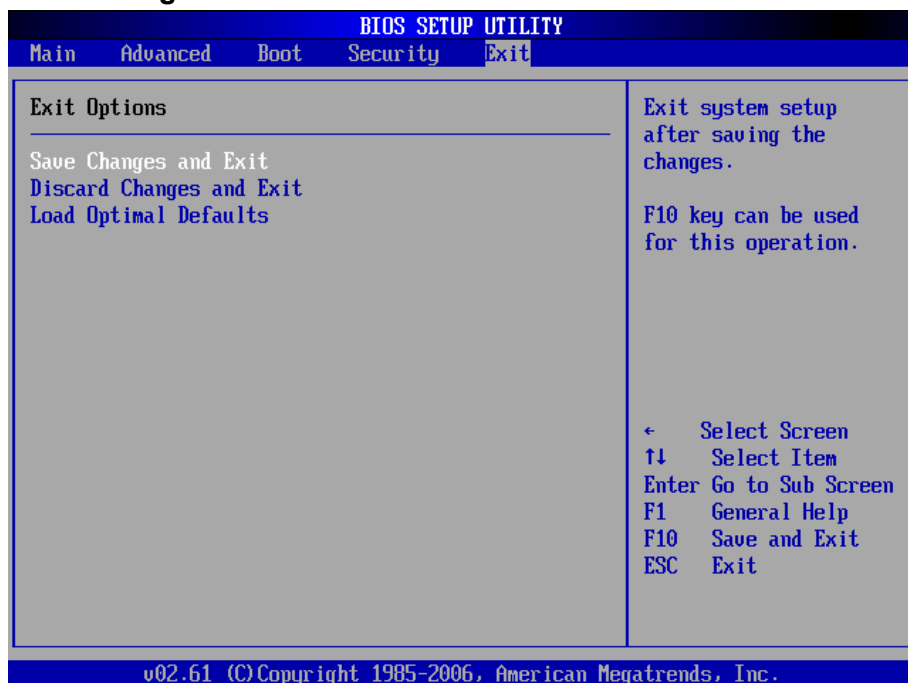 BIOS SETUP UTILITY
Main Advanced Boot Security Exit
Exit Options
Save Changes and Exit
Discard Changes and Exit
Load Optimal Defaults
Exit system setup
after saving the
changes.
F10 key can be used
for this operation.
← Select Screen
↑↓ Select Item
Enter Go to Sub Screen
F1 General Help
F10 Save and Exit
ESC Exit
v02.61 (C)Copyright 1985-2006, American Megatrends, Inc.